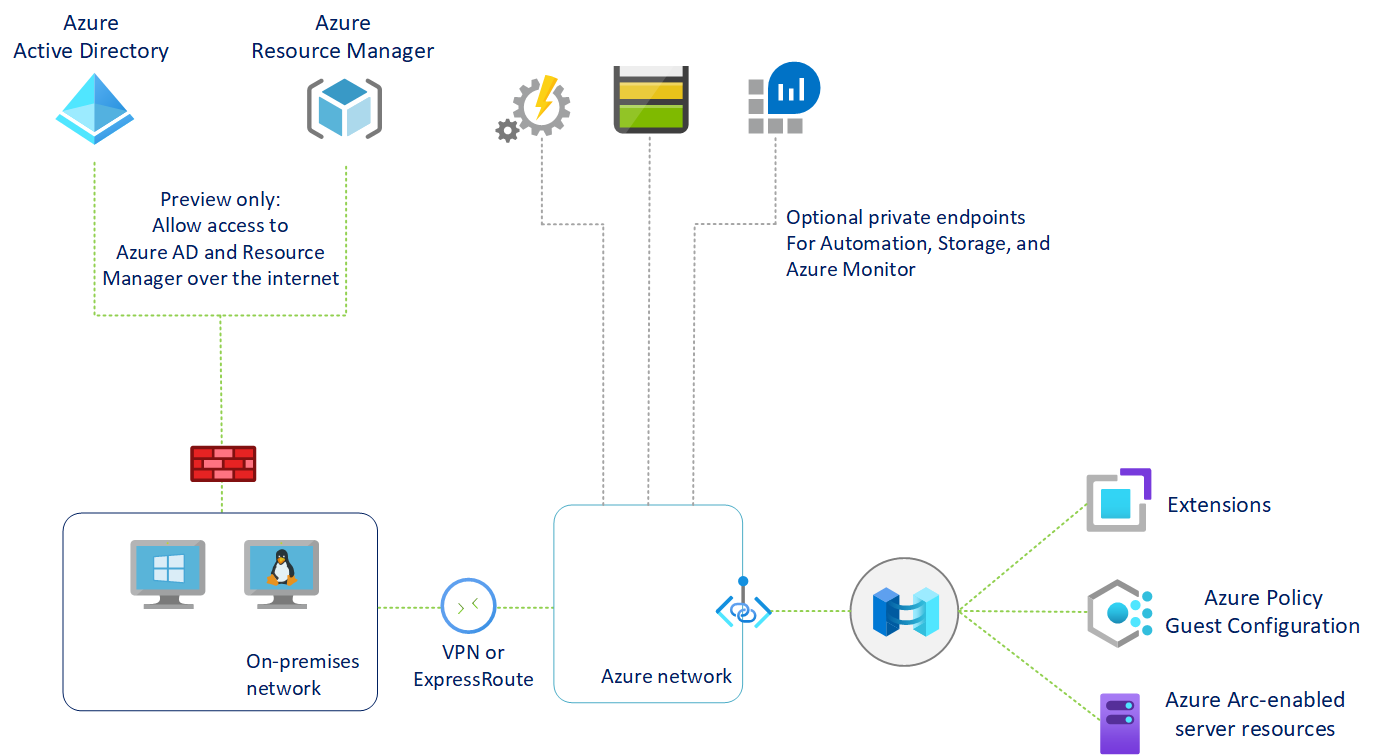 Azure
Active Directory
Azure
Resource Manager
Preview only:
Allow access to
Azure AD and Resource
Manager over the internet
Optional private endpoints
For Automation, Storage, and
Azure Monitor
On-premises
network
VPN or
ExpressRoute
Azure network
Extensions
Azure Policy
Guest Configuration
Azure Arc-enabled
server resources